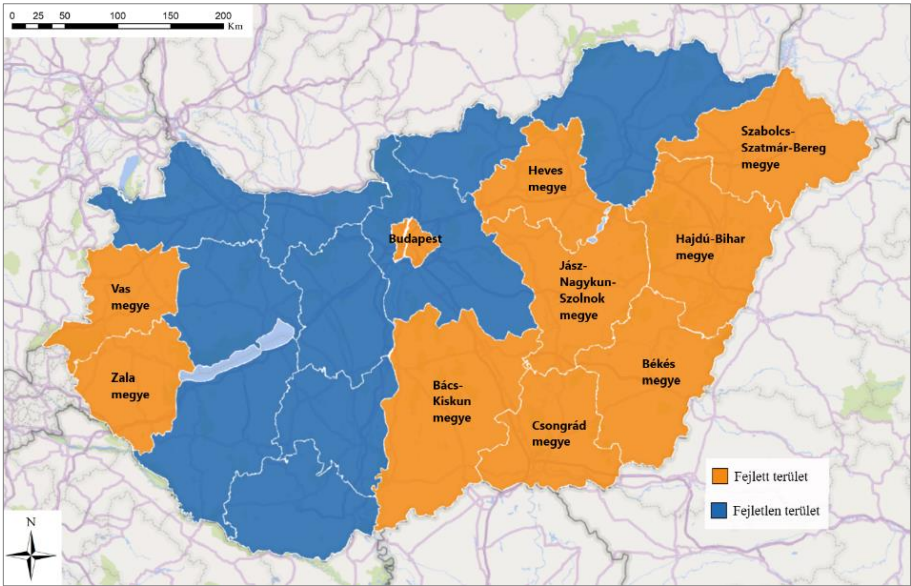 0 25 50 100 150 200
Km
Szabolcs-
Szatmár-Bereg
megye
Heves
megye
Budapest
Hajdú-Bihar
megye
Jász-
Nagykun-
Szolnok
megye
Vas
megye
Békés
megye
Zala
megye
Bács-
Kiskun
megye
Csongrád
megye
Fejlett terület
Fejletlen terület
N